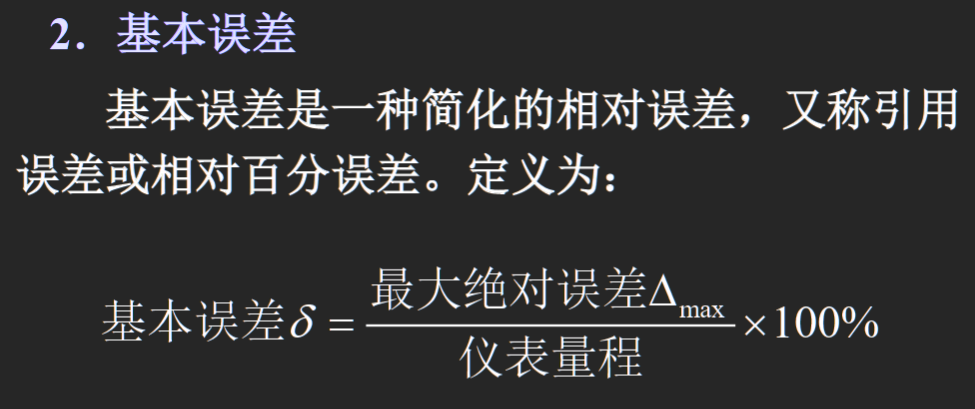 2. 基本误差
基本误差是一种简化的相对误差，又称引用
误差或相对百分误差。定义为：
基本误差δ = 最大绝对误差Δmax / 仪表量程 ×100%